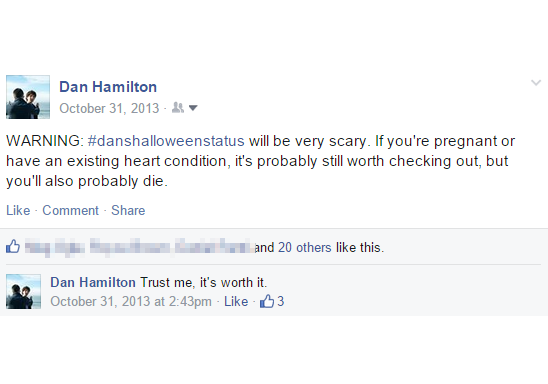 Dan Hamilton
October 31, 2013 ·
WARNING: #danshalloweenstatus will be very scary. If you're pregnant or
have an existing heart condition, it's probably still worth checking out, but
you'll also probably die.
Like · Comment · Share
and 20 others like this.
Dan Hamilton Trust me, it's worth it.
October 31, 2013 at 2:43pm · Like · 3